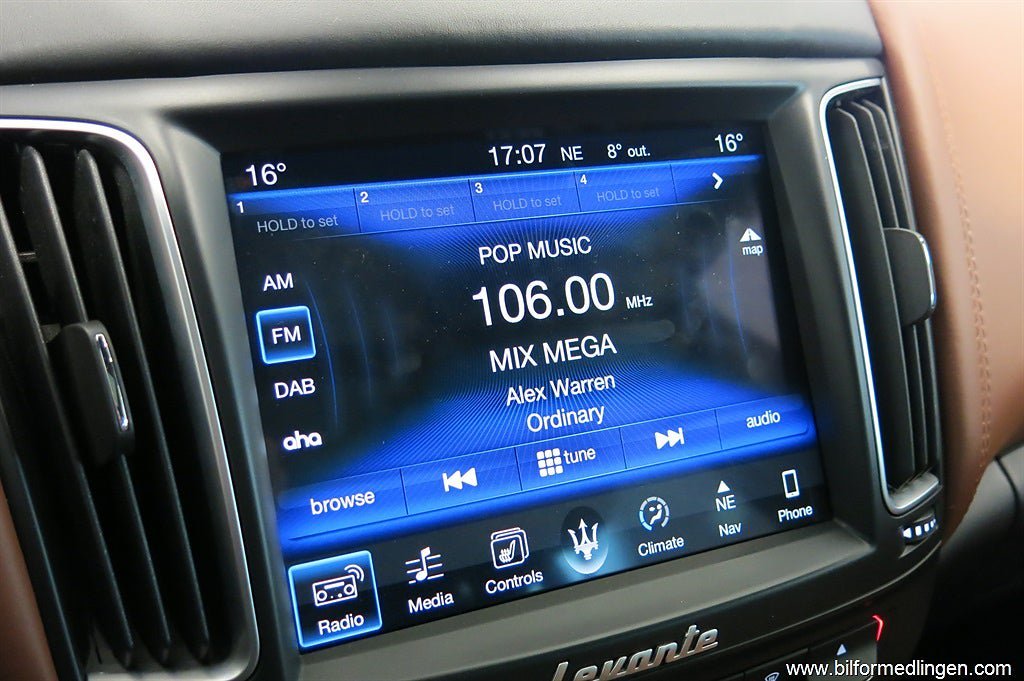 16° 17:07 NE 8° out. 16°
1 HOLD to set 2 HOLD to set 3 HOLD to set 4 HOLD to set
POP MUSIC
map
AM
106.00 MHz
FM
MIX MEGA
DAB
Alex Warren
Ordinary
aha
browse tune audio
Radio Media Controls Climate NE Nav Phone
Levante
www.bilformedlingen.com